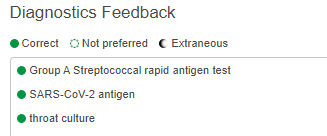 Diagnostics Feedback
Correct Not preferred Extraneous
Group A Streptococcal rapid antigen test
SARS-CoV-2 antigen
throat culture